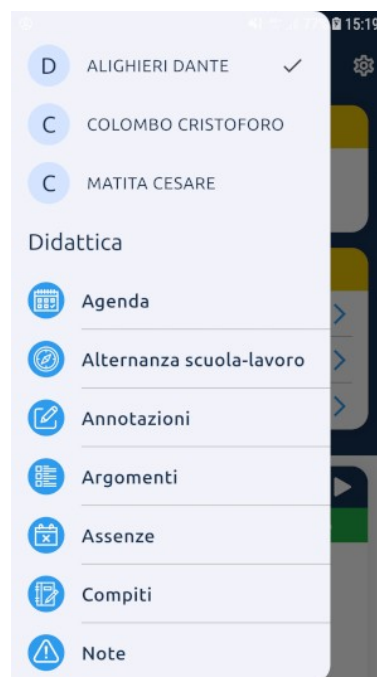 15:19
D ALIGHIERI DANTE
C COLOMBO CRISTOFORO
C MATITA CESARE
Didattica
Agenda
Alternanza scuola-lavoro
Annotazioni
Argomenti
Assenze
Compiti
Note